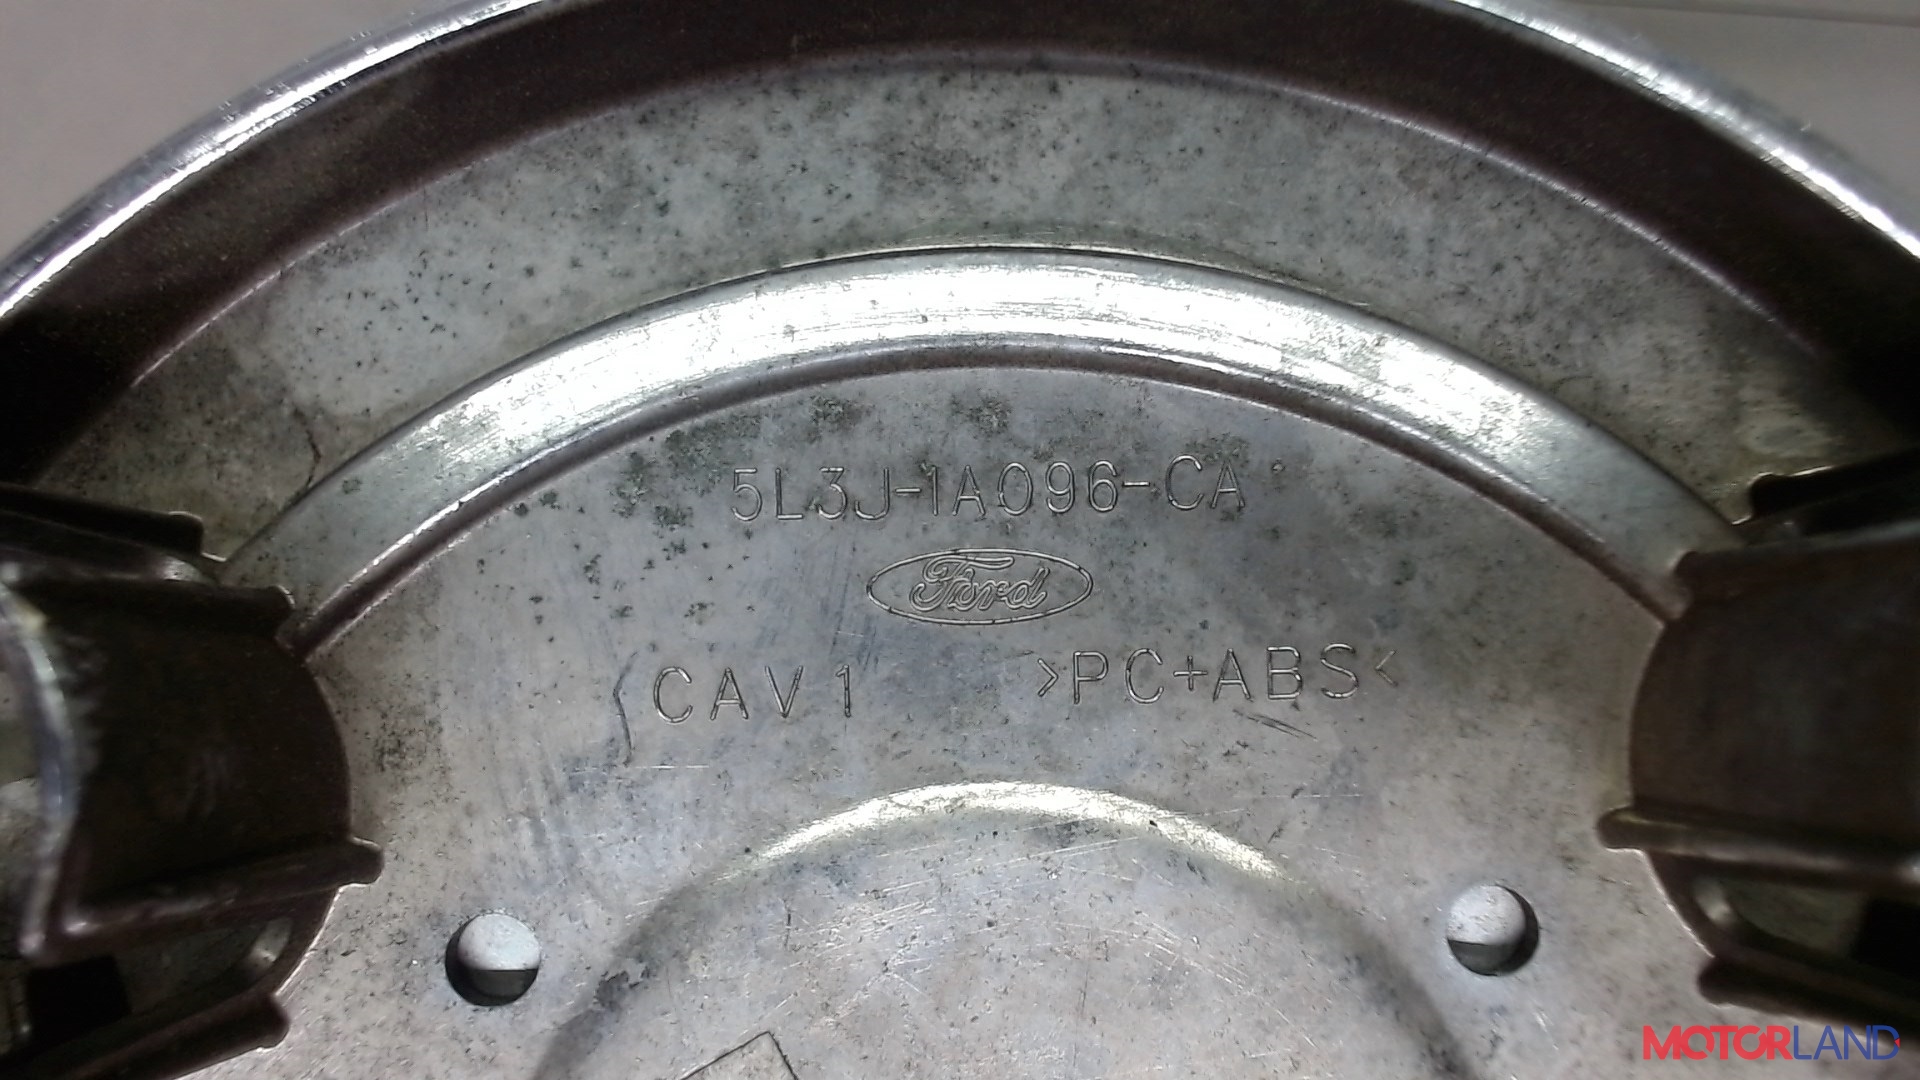 5L3J-1A096-CA
Ford
CAV 1 >PC+ABS<
MOTORLAND